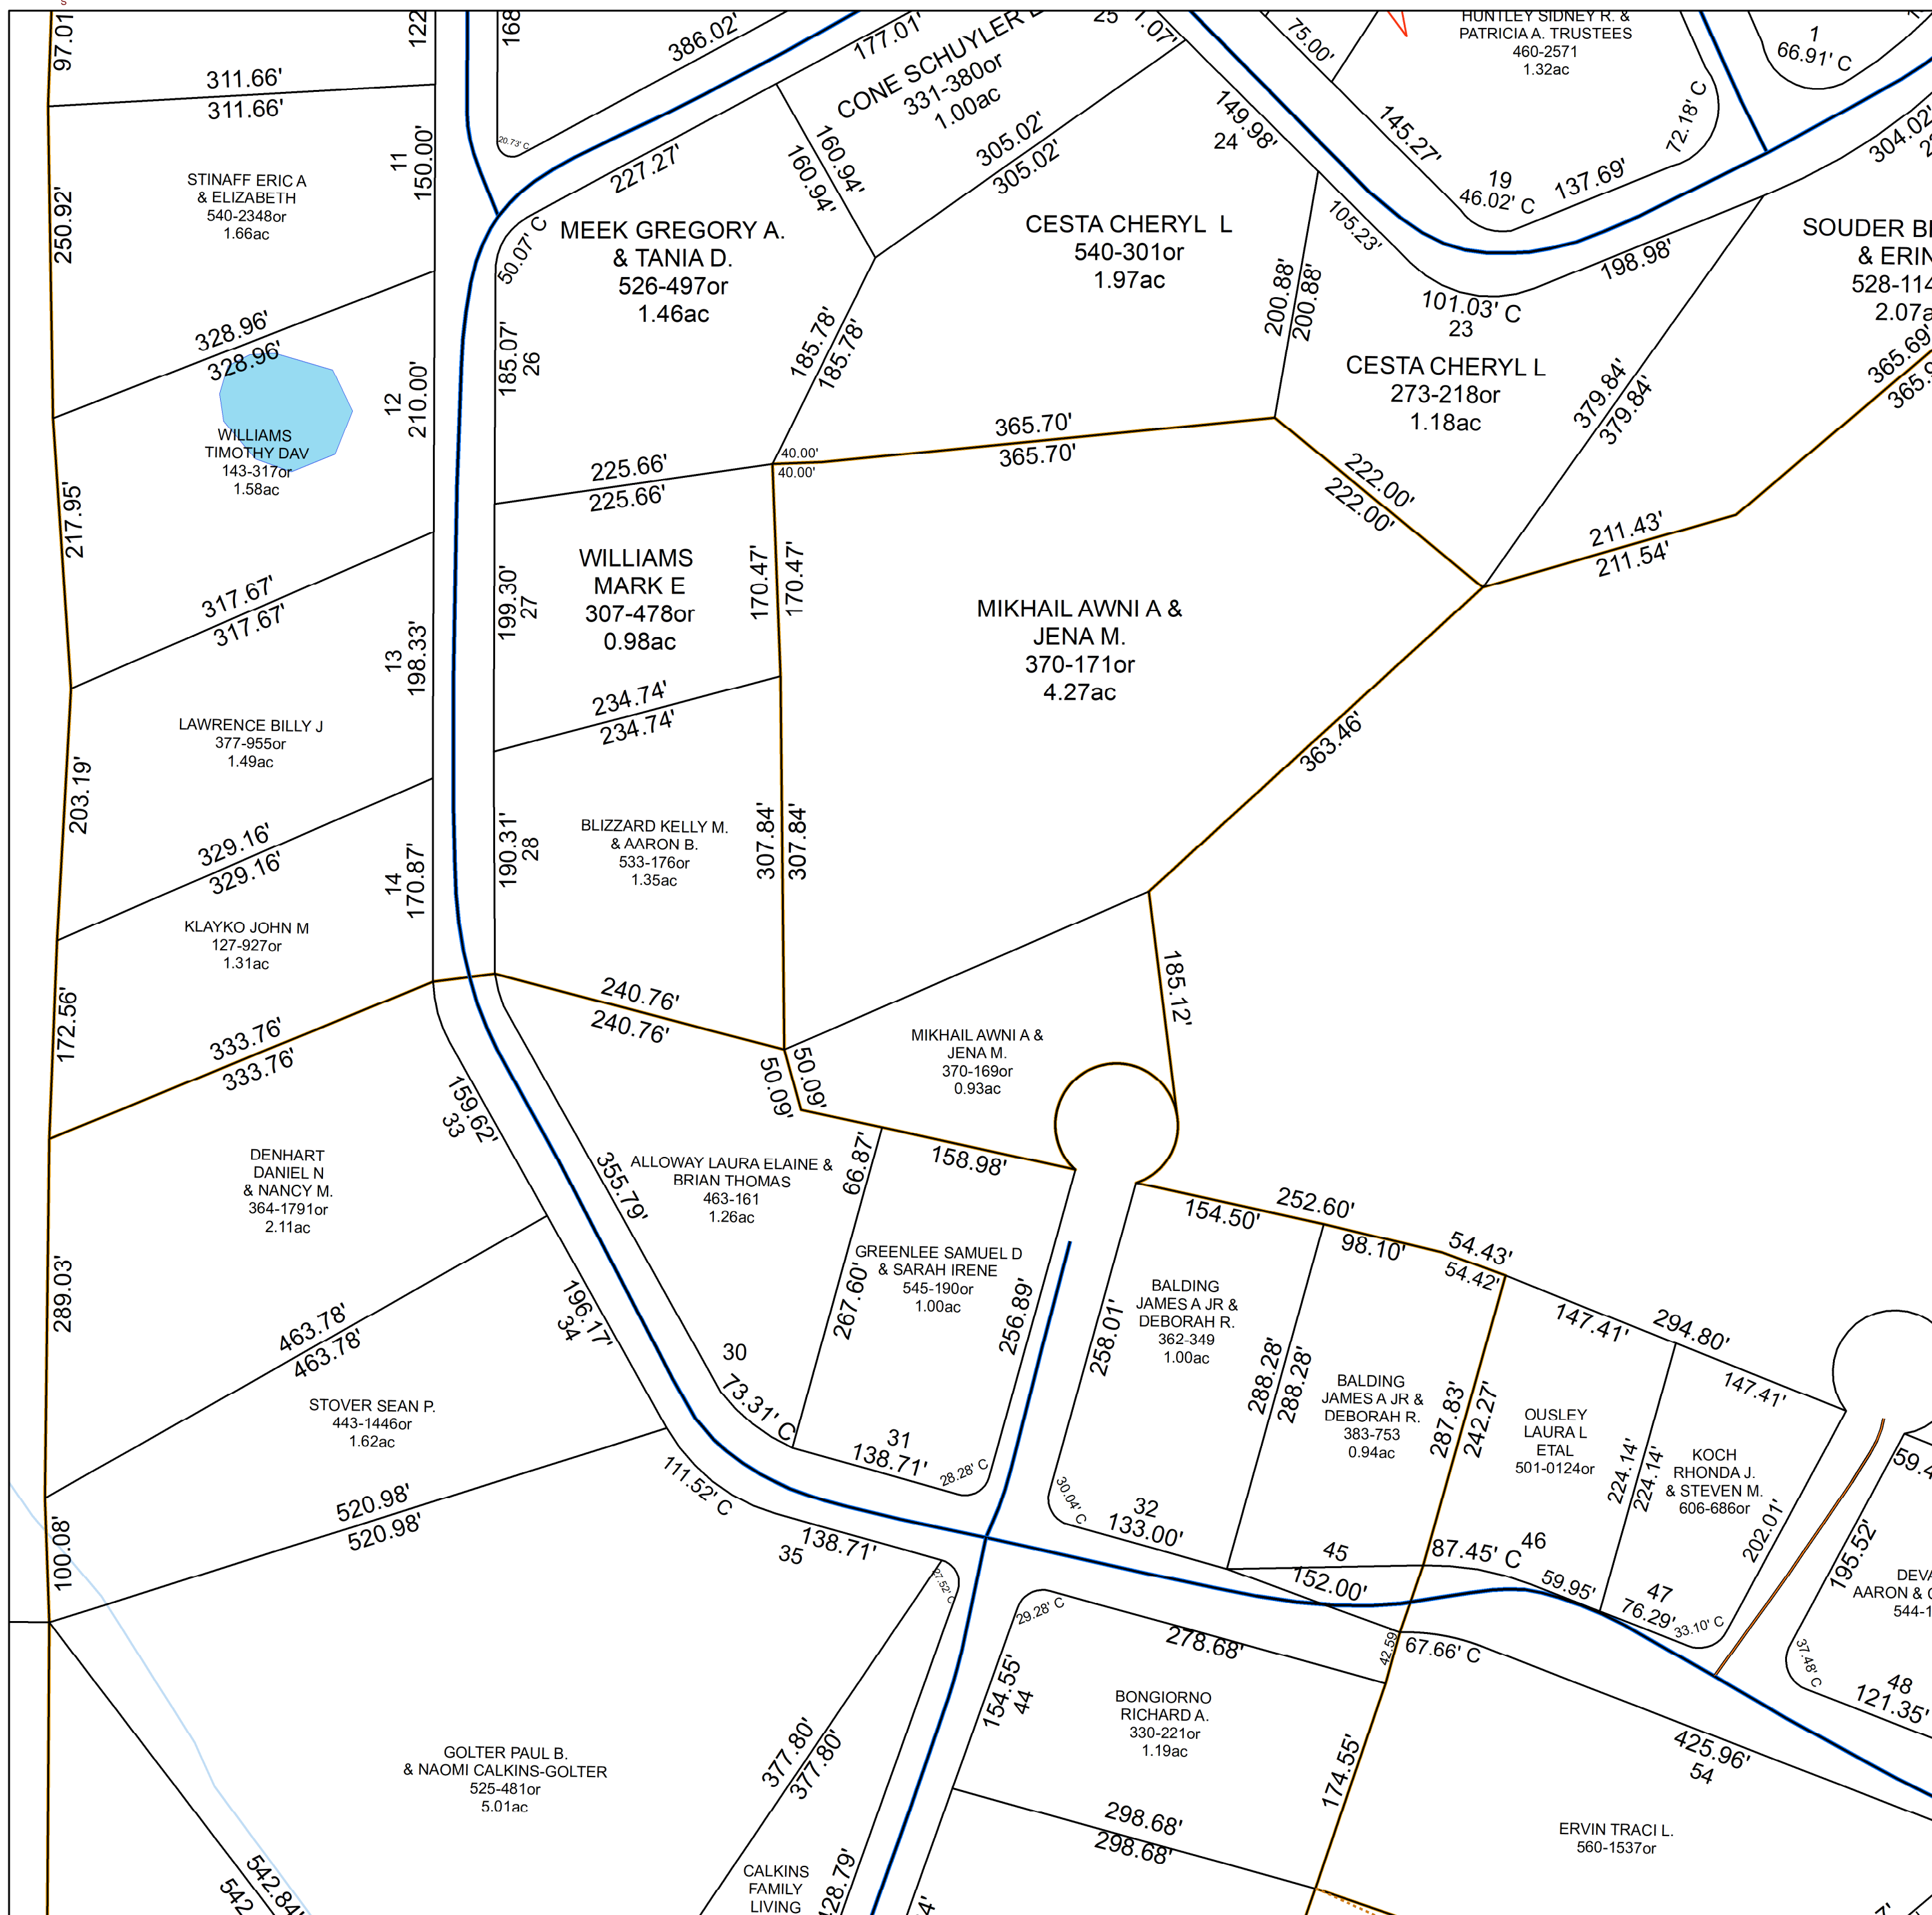 97.01
122
168
386.02'
177.01'
CONE SCHUYLER
331-380or
1.00ac
25
1.07'
75.00'
HUNTLEY SIDNEY R. &
PATRICIA A. TRUSTEES
460-2571
1.32ac
1
66.91' C
72.18' C
304.02'
311.66'
311.66'
11
150.00'
20.73' C
227.27'
160.94'
160.94'
305.02'
305.02'
149.98'
24
145.27'
19
46.02' C
137.69'
STINAFF ERIC A
& ELIZABETH
540-2348or
1.66ac
250.92'
50.07' C
MEEK GREGORY A.
& TANIA D.
526-497or
1.46ac
CESTA CHERYL L
540-301or
1.97ac
105.23'
198.98'
101.03' C
23
200.88'
200.88'
SOUDER
& ERIN
528-114
2.07
328.96'
328.96'
185.07'
26
185.78'
185.78'
CESTA CHERYL L
273-218or
1.18ac
379.84'
379.84'
365.69'
365.9
12
210.00'
WILLIAMS
TIMOTHY DAV
143-317or
1.58ac
217.95'
225.66'
225.66'
40.00'
40.00'
365.70'
365.70'
222.00'
222.00'
211.43'
211.54'
WILLIAMS
MARK E
307-478or
0.98ac
199.30'
27
170.47'
170.47'
MIKHAIL AWNI A &
JENA M.
370-171or
4.27ac
317.67'
317.67'
13
198.33'
234.74'
234.74'
363.46'
LAWRENCE BILLY J
377-955or
1.49ac
203.19'
329.16'
329.16'
14
170.87'
190.31'
28
BLIZZARD KELLY M.
& AARON B.
533-176or
1.35ac
307.84'
307.84'
KLAYKO JOHN M
127-927or
1.31ac
172.56'
240.76'
240.76'
185.12'
333.76'
333.76'
50.09'
50.09'
MIKHAIL AWNI A &
JENA M.
370-169or
0.93ac
159.62'
33
DENHART
DANIEL N
& NANCY M.
364-1791or
2.11ac
355.79'
ALLOWAY LAURA ELAINE &
BRIAN THOMAS
463-161
1.26ac
66.87'
158.98'
154.50'
252.60'
98.10'
54.43'
54.42'
289.03'
463.78'
463.78'
196.17'
34
GREENLEE SAMUEL D
& SARAH IRENE
545-190or
1.00ac
267.60'
256.89'
258.01'
BALDING
JAMES A JR &
DEBORAH R.
362-349
1.00ac
288.28'
288.28'
BALDING
JAMES A JR &
DEBORAH R.
383-753
0.94ac
287.83'
242.27'
147.41'
294.80'
147.41'
OUSLEY
LAURA L
ETAL
501-0124or
224.14'
224.14'
KOCH
RHONDA J.
& STEVEN M.
606-686or
202.01'
195.52'
59.4
STOVER SEAN P.
443-1446or
1.62ac
30
73.31' C
31
138.71'
28.28' C
30.04' C
32
133.00'
45
152.00'
87.45' C
46
59.95'
47
76.29'
33.10' C
AARON &
544-1
37.48' C
48
121.35'
100.08'
520.98'
520.98'
111.52' C
138.71'
35
27.52' C
29.28' C
278.68'
42.59'
67.66' C
154.55'
44
BONGIORNO
RICHARD A.
330-221or
1.19ac
174.55'
425.96'
54
377.80'
377.80'
GOLTER PAUL B.
& NAOMI CALKINS-GOLTER
525-481or
5.01ac
298.68'
298.68'
ERVIN TRACI L.
560-1537or
542.84'
542
CALKINS
FAMILY
LIVING
128.79'